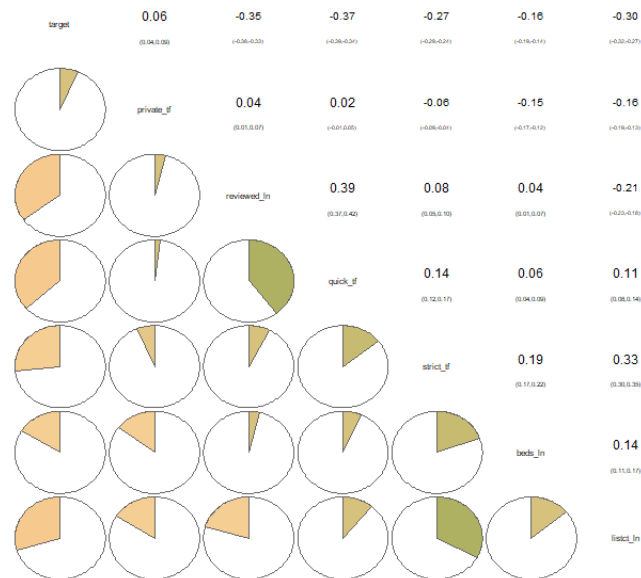 target 0.06 -0.35 -0.37 -0.27 -0.16 -0.30
(0.04,0.09) (-0.38,-0.33) (-0.39,-0.34) (-0.29,-0.24) (-0.19,-0.14) (-0.32,-0.27)
private_tf 0.04 0.02 -0.06 -0.15 -0.16
(0.01,0.07) (-0.01,0.05) (-0.09,-0.04) (-0.17,-0.12) (-0.19,-0.13)
reviewed_ln 0.39 0.08 0.04 -0.21
(0.37,0.42) (0.05,0.10) (0.01,0.07) (-0.23,-0.18)
quick_tf 0.14 0.06 0.11
(0.12,0.17) (0.04,0.09) (0.08,0.14)
strict_tf 0.19 0.33
(0.17,0.22) (0.30,0.35)
beds_ln 0.14
(0.11,0.17)
listct_ln